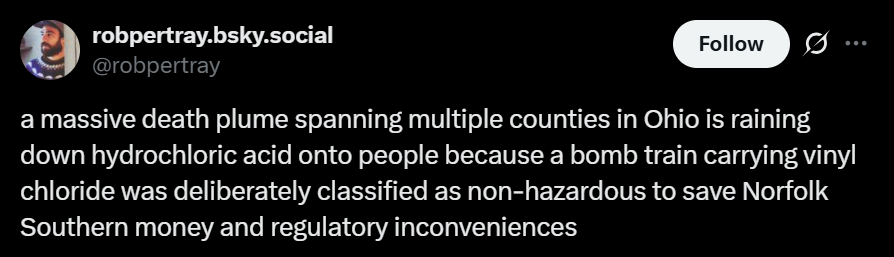 robpertray.bsky.social
@robpertray
Follow
a massive death plume spanning multiple counties in Ohio is raining
down hydrochloric acid onto people because a bomb train carrying vinyl
chloride was deliberately classified as non-hazardous to save Norfolk
Southern money and regulatory inconveniences